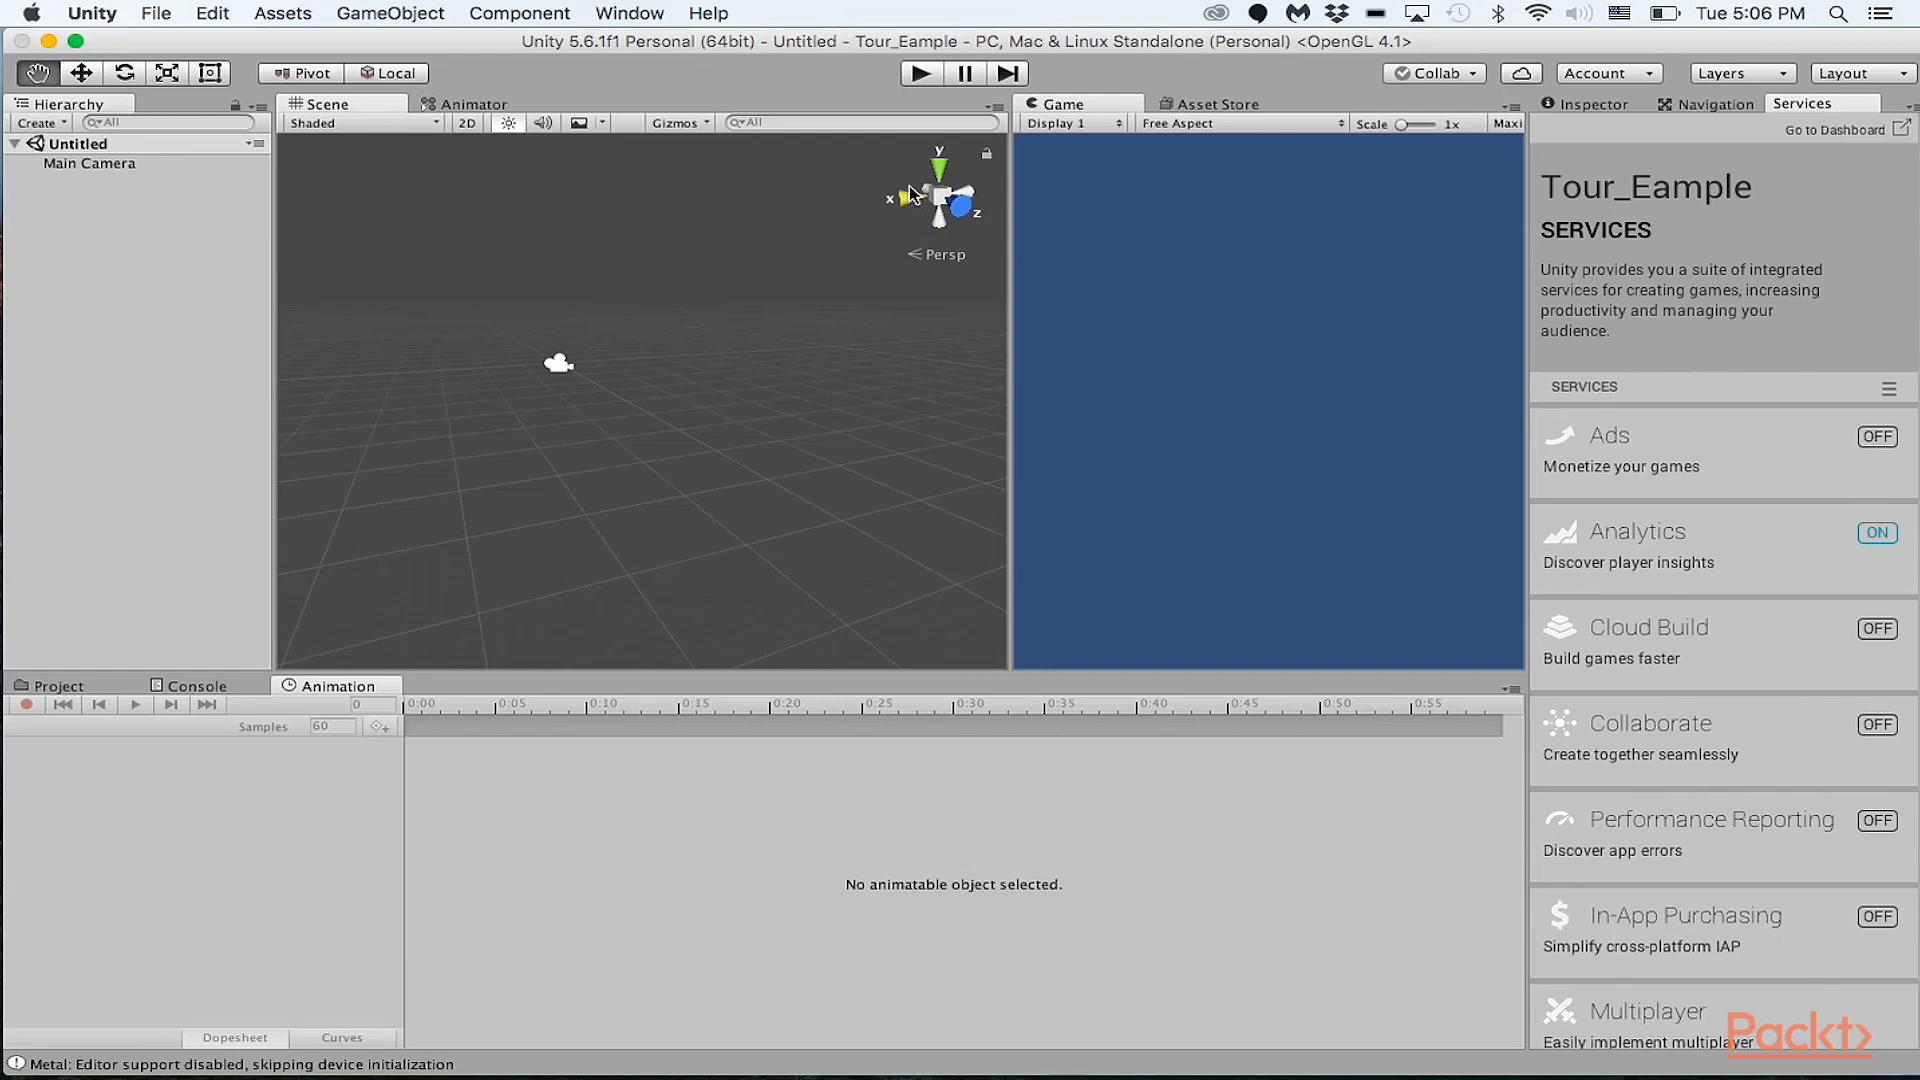 Unity File Edit Assets GameObject Component Window Help Tue 5:06 PM
Unity 5.6.1f1 Personal (64bit) - Untitled - Tour_Eample - PC, Mac & Linux Standalone (Personal) <OpenGL 4.1>
Pivot Local Collab Account Layers Layout
Hierarchy Scene Animator Game Asset Store Inspector Navigation Services
Create All Shaded 2D Gizmos All Display 1 Free Aspect Scale 1x Maxi
Go to Dashboard
Untitled
Main Camera
y
x
z
Persp
Tour_Eample
SERVICES
Unity provides you a suite of integrated
services for creating games, increasing
productivity and managing your
audience.
SERVICES
Ads OFF
Monetize your games
Analytics ON
Discover player insights
Cloud Build OFF
Build games faster
Collaborate OFF
Create together seamlessly
Performance Reporting OFF
Discover app errors
In-App Purchasing OFF
Simplify cross-platform IAP
Multiplayer
Easily implement multiplayer
Packt>
Project Console Animation
0 0:00 0:05 0:10 0:15 0:20 0:25 0:30 0:35 0:40 0:45 0:50 0:55
Samples 60
No animatable object selected.
Dopesheet Curves
Metal: Editor support disabled, skipping device initialization